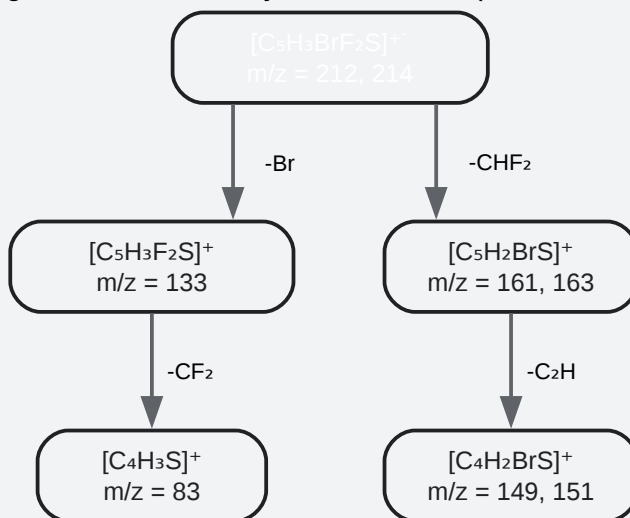 [C₅H₃BrF₂S]⁺˙
m/z = 212, 214
-Br
-CHF₂
[C₅H₃F₂S]⁺
m/z = 133
[C₅H₂BrS]⁺
m/z = 161, 163
-CF₂
-C₂H
[C₄H₃S]⁺
m/z = 83
[C₄H₂BrS]⁺
m/z = 149, 151